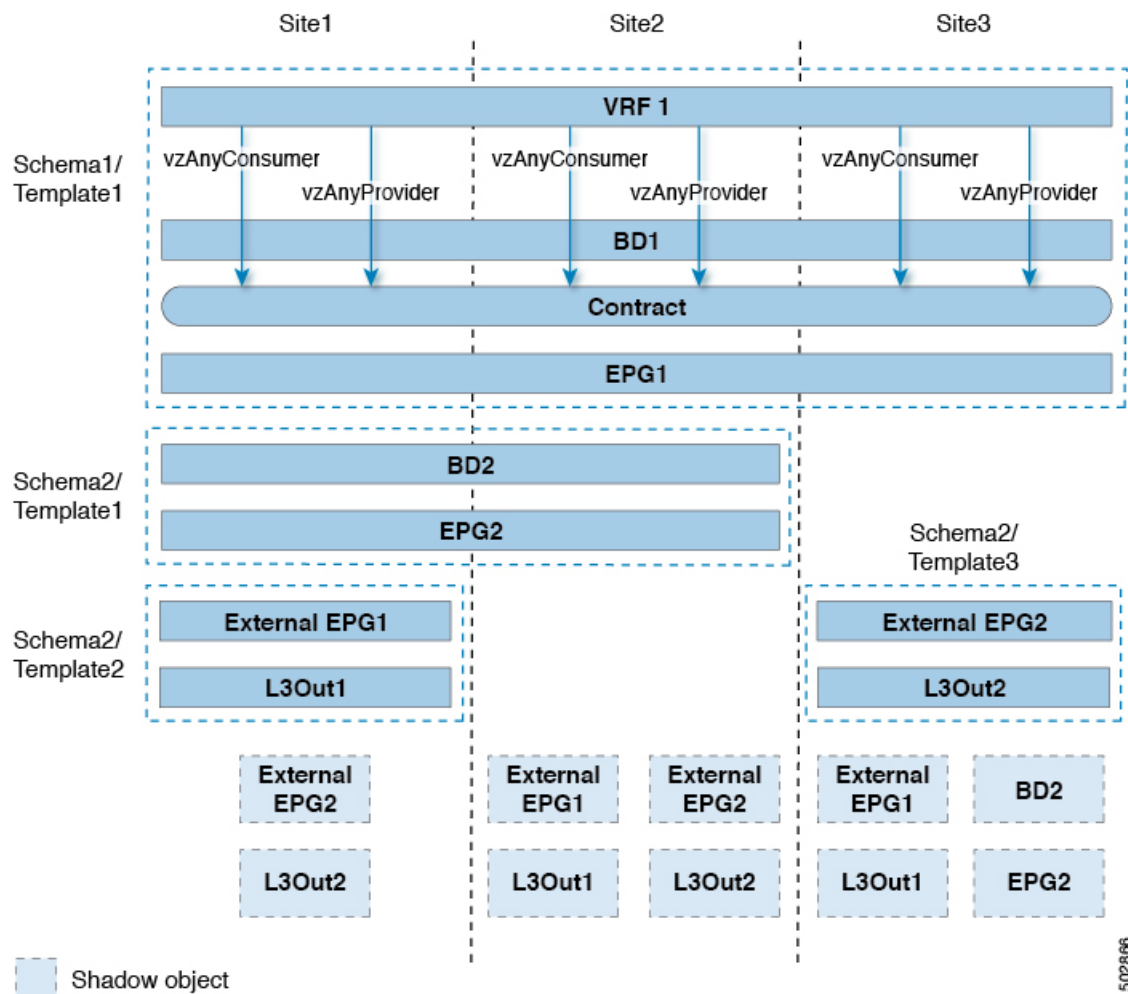 Site1
Site2
Site3
Schema1/
Template1
VRF 1
vzAnyConsumer
vzAnyProvider
vzAnyConsumer
vzAnyProvider
vzAnyConsumer
vzAnyProvider
BD1
Contract
EPG1
Schema2/
Template1
BD2
EPG2
Schema2/
Template3
Schema2/
Template2
External EPG1
L3Out1
External EPG2
L3Out2
External
EPG2
External
EPG1
External
EPG2
External
EPG1
BD2
L3Out2
L3Out1
L3Out2
L3Out1
EPG2
Shadow object
502866